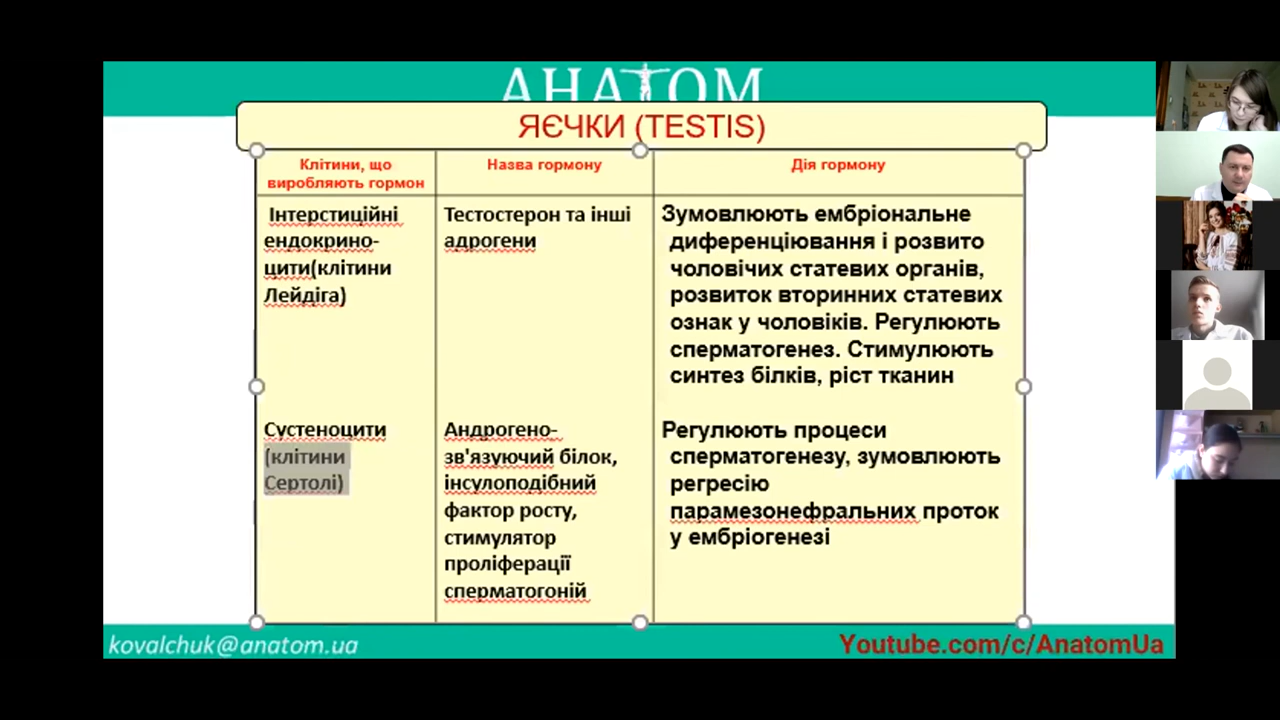 АНАТОМ
ЯЄЧКИ (TESTIS)
Клітини, що
виробляють гормон
Назва гормону
Дія гормону
Інтерстиційні
ендокрино-
цити(клітини
Лейдіга)
Тестостерон та інші
адрогени
Зумовлюють ембріональне
диференціювання і розвито
чоловічих статевих органів,
розвиток вторинних статевих
ознак у чоловіків. Регулюють
сперматогенез. Стимулюють
синтез білків, ріст тканин
Сустеноцити
(клітини
Сертолі)
Андрогено-
зв'язуючий білок,
інсулоподібний
фактор росту,
стимулятор
проліферації
сперматогоній
Регулюють процеси
сперматогенезу, зумовлюють
регресію
парамезонефральних проток
у ембріогенезі
kovalchuk@anatom.ua
Youtube.com/c/AnatomUa